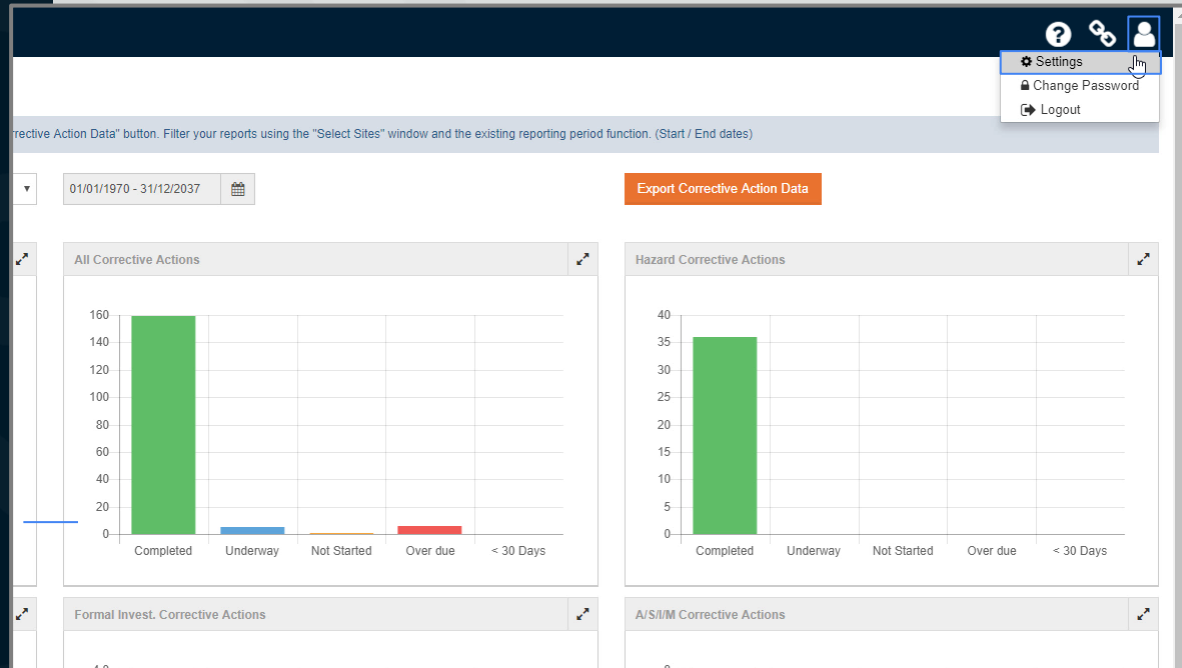 Settings
Change Password
Logout
rrective Action Data" button. Filter your reports using the "Select Sites" window and the existing reporting period function. (Start / End dates)
01/01/1970 - 31/12/2037
Export Corrective Action Data
All Corrective Actions
Hazard Corrective Actions
160
140
120
100
80
60
40
20
0
Completed Underway Not Started Over due < 30 Days
40
35
30
25
20
15
10
5
0
Completed Underway Not Started Over due < 30 Days
Formal Invest. Corrective Actions
A/S/I/M Corrective Actions